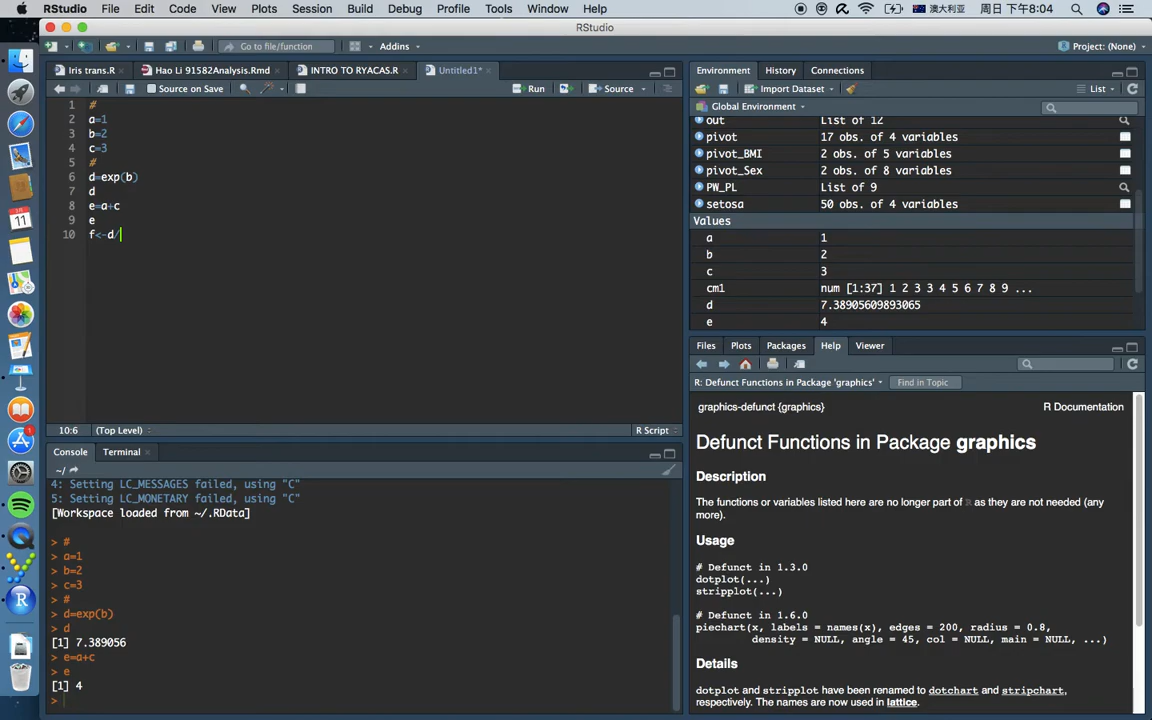 RStudio File Edit Code View Plots Session Build Debug Profile Tools Window Help 澳大利亚 周日 下午8:04
RStudio
Go to file/function Addins Project: (None)
Iris trans.R Hao Li 91582Analysis.Rmd INTRO TO RYACAS.R Untitled1*
Source on Save Run Source
1 #
2 a=1
3 b=2
4 c=3
5 #
6 d=exp(b)
7 d
8 e=a+c
9 e
10 f<-d/
10:6 (Top Level) R Script
Console Terminal
~/
4: Setting LC_MESSAGES failed, using "C"
5: Setting LC_MONETARY failed, using "C"
[Workspace loaded from ~/.RData]
> #
> a=1
> b=2
> c=3
> #
> d=exp(b)
> d
[1] 7.389056
> e=a+c
> e
[1] 4
>
Environment History Connections
Import Dataset List
Global Environment
out List of 12
pivot 17 obs. of 4 variables
pivot_BMI 2 obs. of 5 variables
pivot_Sex 2 obs. of 8 variables
PW_PL List of 9
setosa 50 obs. of 4 variables
Values
a 1
b 2
c 3
cm1 num [1:37] 1 2 3 3 4 5 6 7 8 9 ...
d 7.38905609893065
e 4
Files Plots Packages Help Viewer
R: Defunct Functions in Package 'graphics' Find in Topic
graphics-defunct {graphics} R Documentation
Defunct Functions in Package graphics
Description
The functions or variables listed here are no longer part of R as they are not needed (any
more).
Usage
# Defunct in 1.3.0
dotplot(...)
stripplot(...)
# Defunct in 1.6.0
piechart(x, labels = names(x), edges = 200, radius = 0.8,
density = NULL, angle = 45, col = NULL, main = NULL, ...)
Details
dotplot and stripplot have been renamed to dotchart and stripchart,
respectively. The names are now used in lattice.
11
1
R